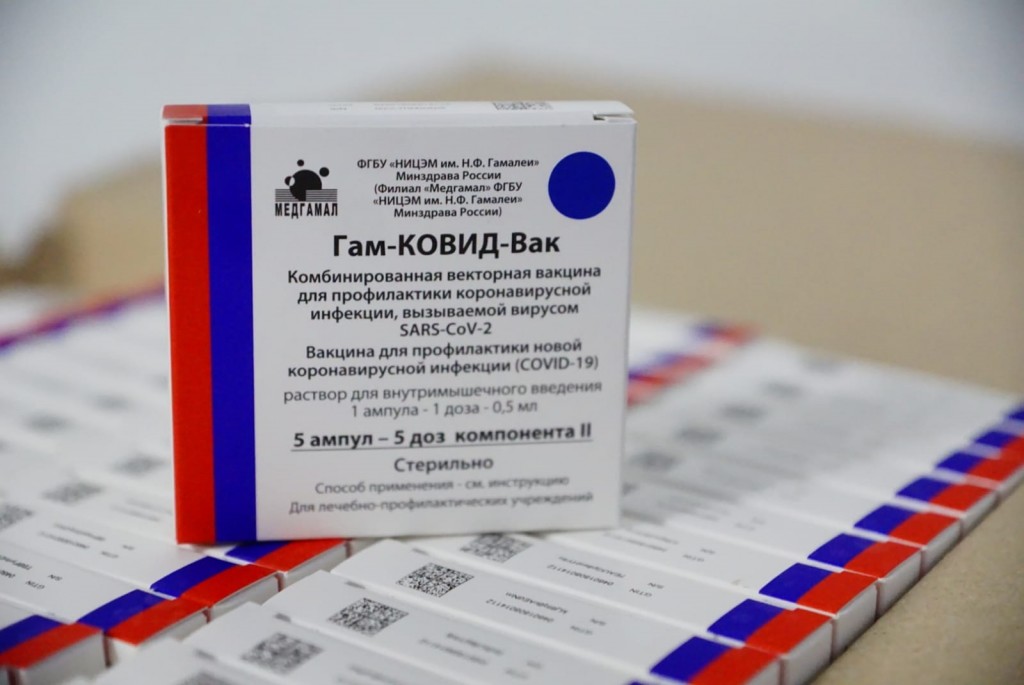 ФГБУ «НИЦЭМ им. Н.Ф. Гамалеи»
Минздрава России
(Филиал «Медгамал» ФГБУ
«НИЦЭМ им. Н.Ф. Гамалеи»
Минздрава России)
МЕДГАМАЛ
Гам-КОВИД-Вак
Комбинированная векторная вакцина
для профилактики коронавирусной
инфекции, вызываемой вирусом
SARS-CoV-2
Вакцина для профилактики новой
коронавирусной инфекции (COVID-19)
раствор для внутримышечного введения
1 ампула - 1 доза - 0,5 мл
5 ампул – 5 доз компонента II
Стерильно
Способ применения - см. инструкцию
Для лечебно-профилактических учреждений